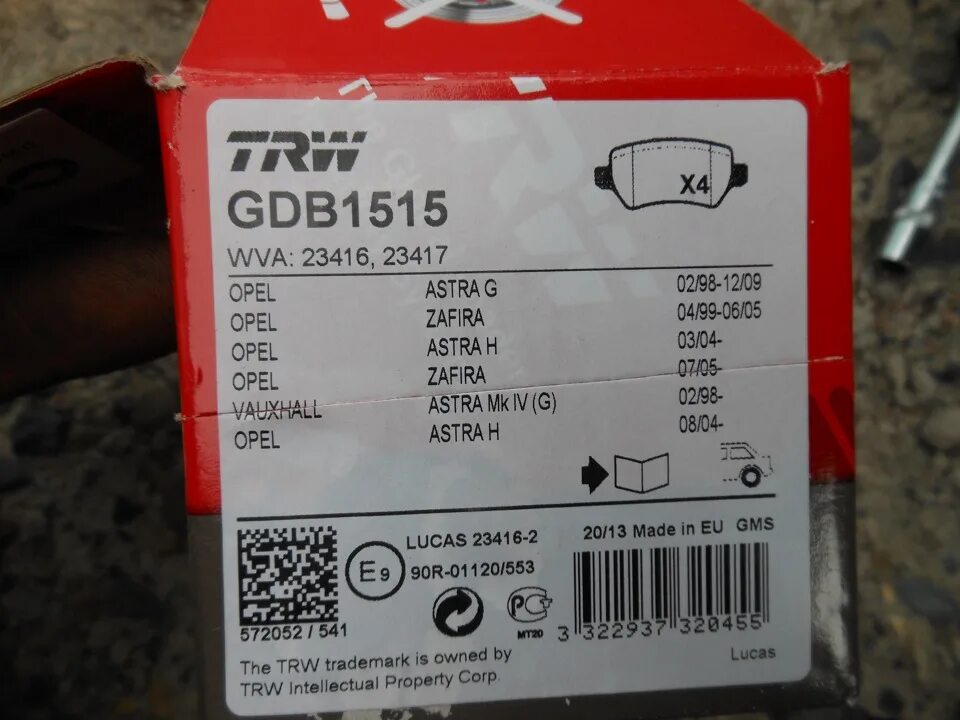 TRW
GDB1515
X4
WVA: 23416, 23417
OPEL ASTRA G 02/98-12/09
OPEL ZAFIRA 04/99-06/05
OPEL ASTRA H 03/04-
OPEL ZAFIRA 07/05-
VAUXHALL ASTRA Mk IV (G) 02/98-
OPEL ASTRA H 08/04-
LUCAS 23416-2
20/13 Made in EU GMS
E9
90R-01120/553
572052 / 541
PC
MT20
3 322937 320455
Lucas
The TRW trademark is owned by
TRW Intellectual Property Corp.